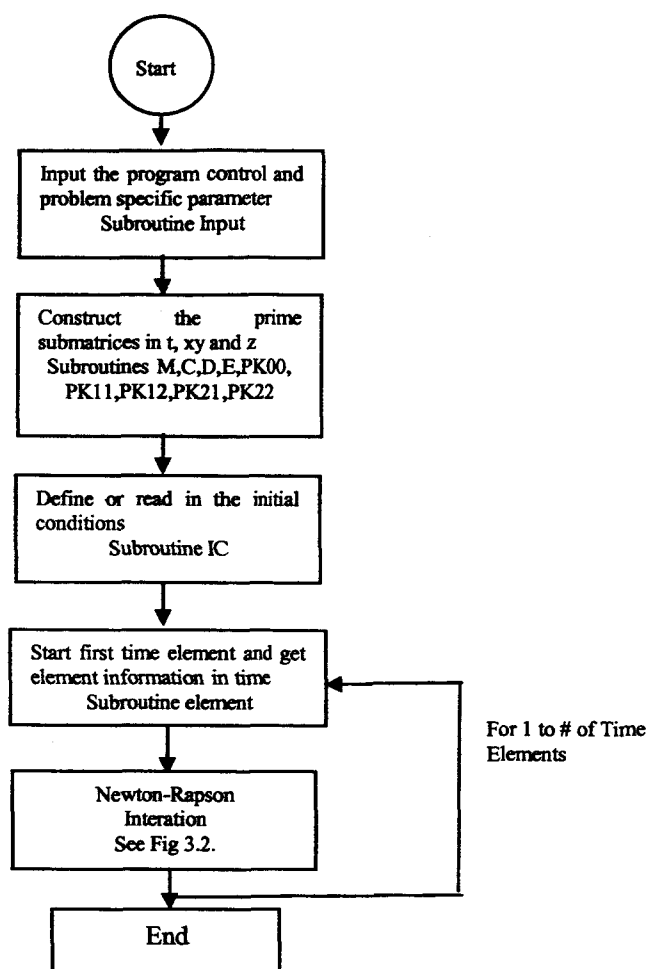 Start
Input the program control and
problem specific parameter
Subroutine Input
Construct the prime
submatrices in t, xy and z
Subroutines M,C,D,E,PK00,
PK11,PK12,PK21,PK22
Define or read in the initial
conditions
Subroutine IC
Start first time element and get
element information in time
Subroutine element
For 1 to # of Time
Elements
Newton-Rapson
Interation
See Fig 3.2.
End